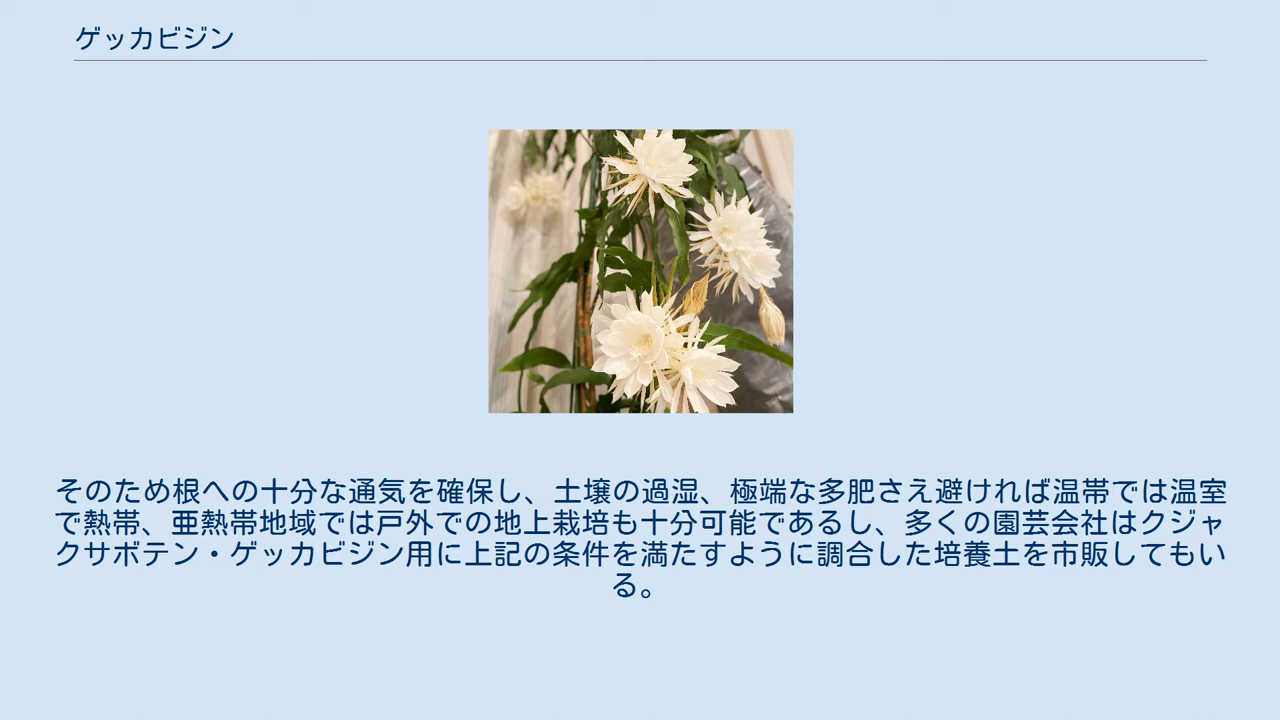 ゲッカビジン
そのため根への十分な通気を確保し、土壌の過湿、極端な多肥さえ避ければ温帯では温室
で熱帯、亜熱帯地域では戸外での地上栽培も十分可能であるし、多くの園芸会社はクジャ
クサボテン・ゲッカビジン用に上記の条件を満たすように調合した培養土を市販してもい
る。